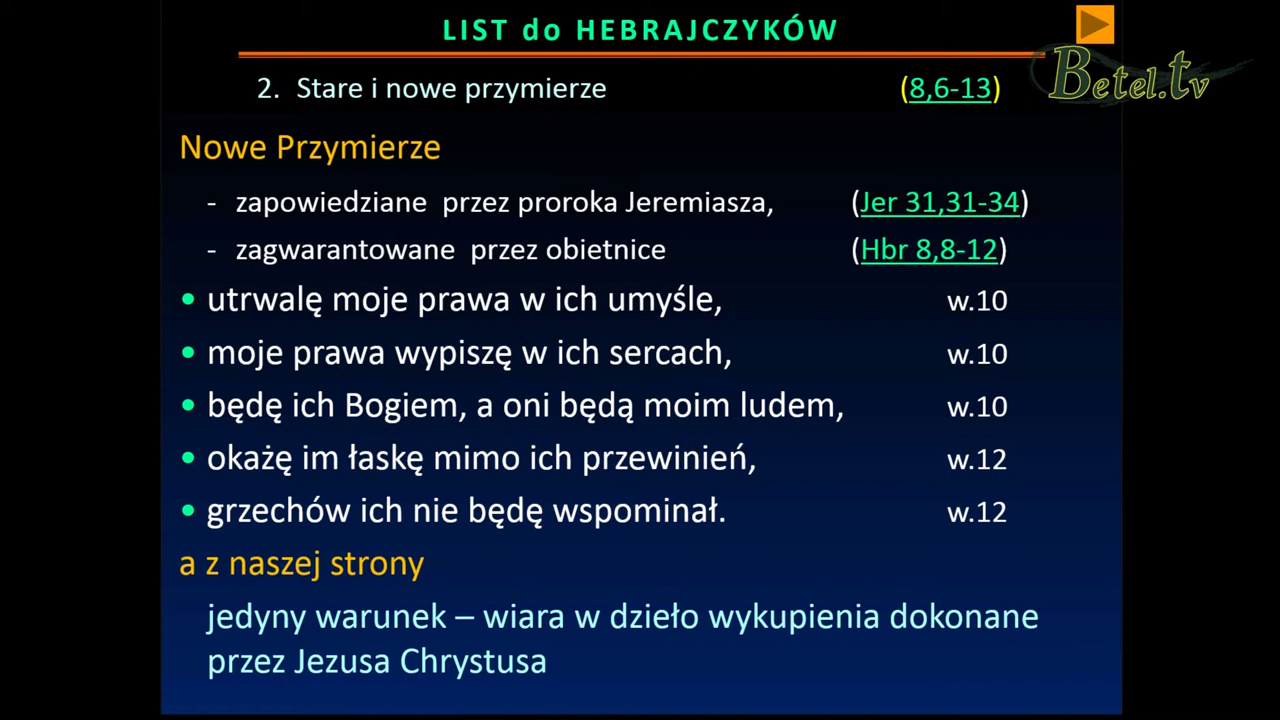 LIST do HEBRAJCZYKÓW
Betel.tv
2. Stare i nowe przymierze (8,6-13)
Nowe Przymierze
- zapowiedziane przez proroka Jeremiasza, (Jer 31,31-34)
- zagwarantowane przez obietnice (Hbr 8,8-12)
• utrwalę moje prawa w ich umyśle, w.10
• moje prawa wypiszę w ich sercach, w.10
• będę ich Bogiem, a oni będą moim ludem, w.10
• okażę im łaskę mimo ich przewinień, w.12
• grzechów ich nie będę wspominał. w.12
a z naszej strony
jedyny warunek – wiara w dzieło wykupienia dokonane
przez Jezusa Chrystusa